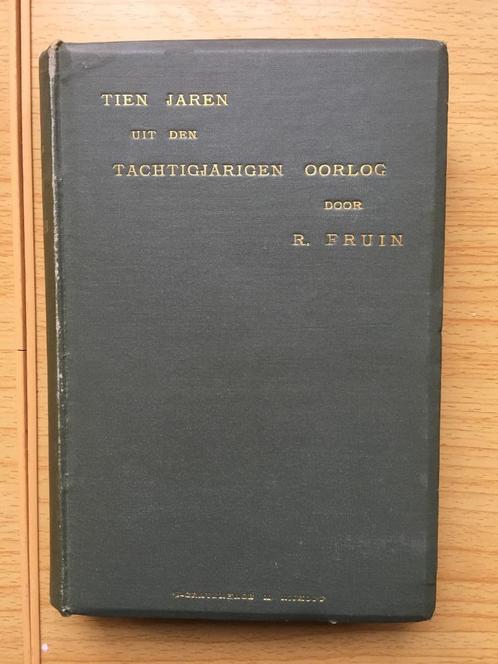 TIEN JAREN
UIT DEN
TACHTIGJARIGEN OORLOG
DOOR
R. FRUIN